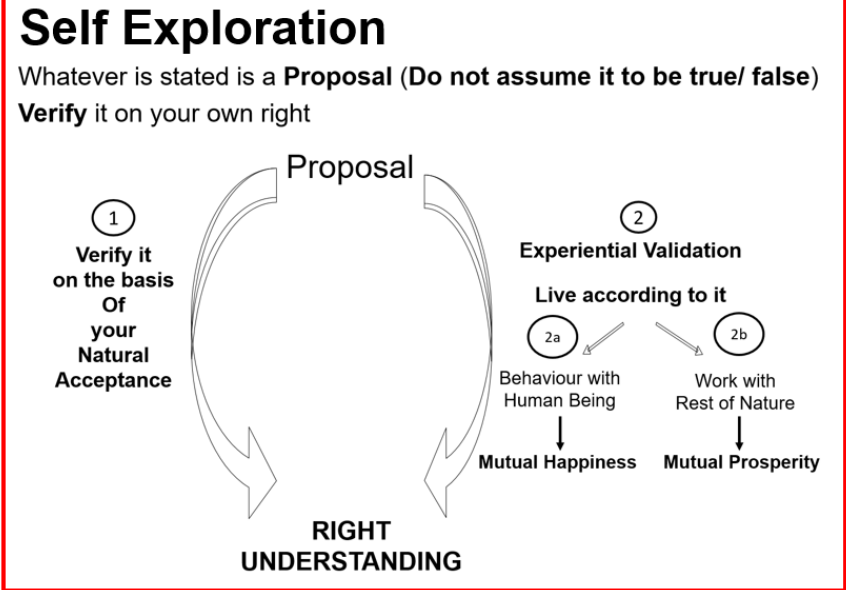 Self Exploration
Whatever is stated is a Proposal (Do not assume it to be true/ false)
Verify it on your own right
Proposal
1
Verify it
on the basis
Of
your
Natural
Acceptance
2
Experiential Validation
Live according to it
2a
2b
Behaviour with
Human Being
Work with
Rest of Nature
Mutual Happiness
Mutual Prosperity
RIGHT
UNDERSTANDING